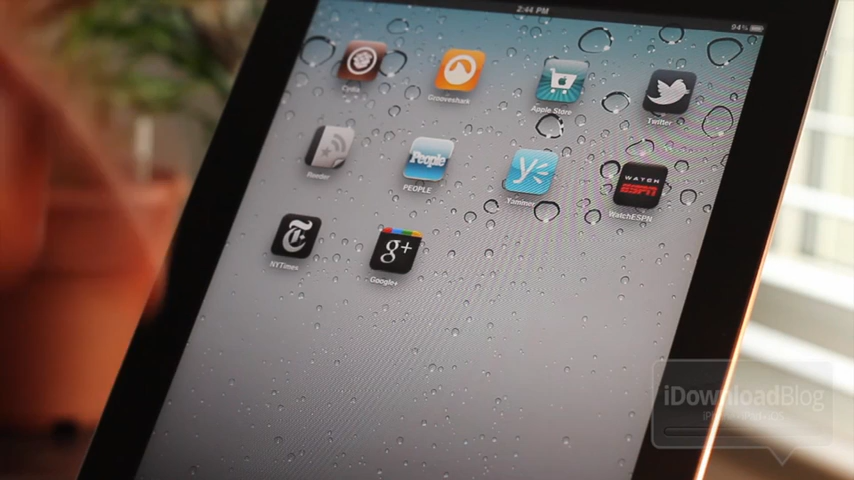 2:44 PM
94%
Cydia
Grooveshark
Apple Store
Twitter
Reeder
People
PEOPLE
Yammer
WATCH
ESPN
WatchESPN
NYTimes
g+
Google+
iDownloadBlog